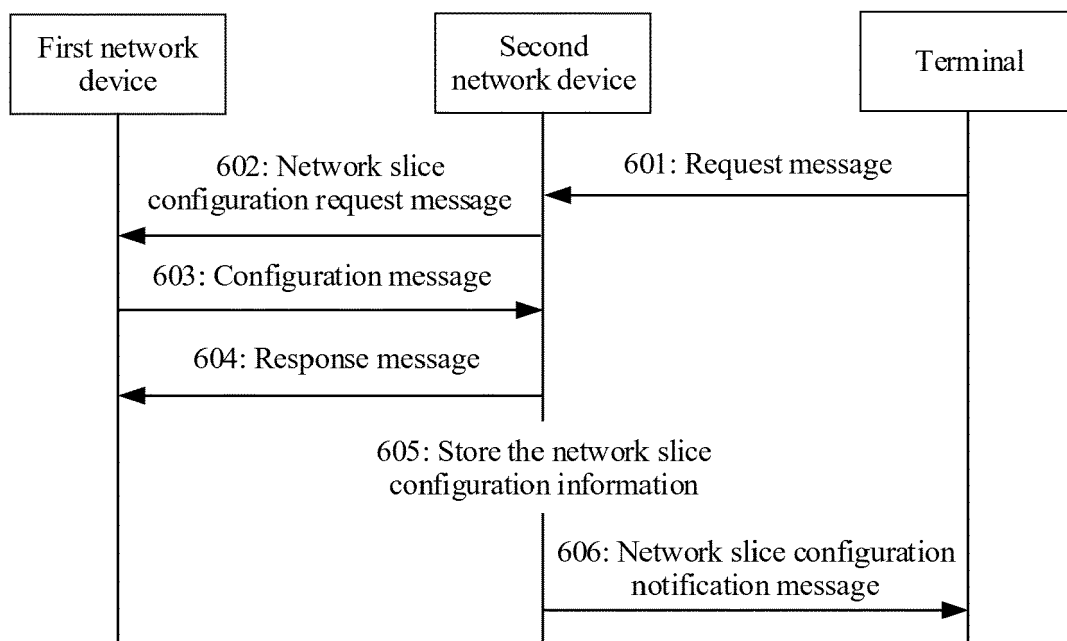 First network
device
Second
network device
Terminal
601: Request message
602: Network slice
configuration request message
603: Configuration message
604: Response message
605: Store the network slice
configuration information
606: Network slice configuration
notification message